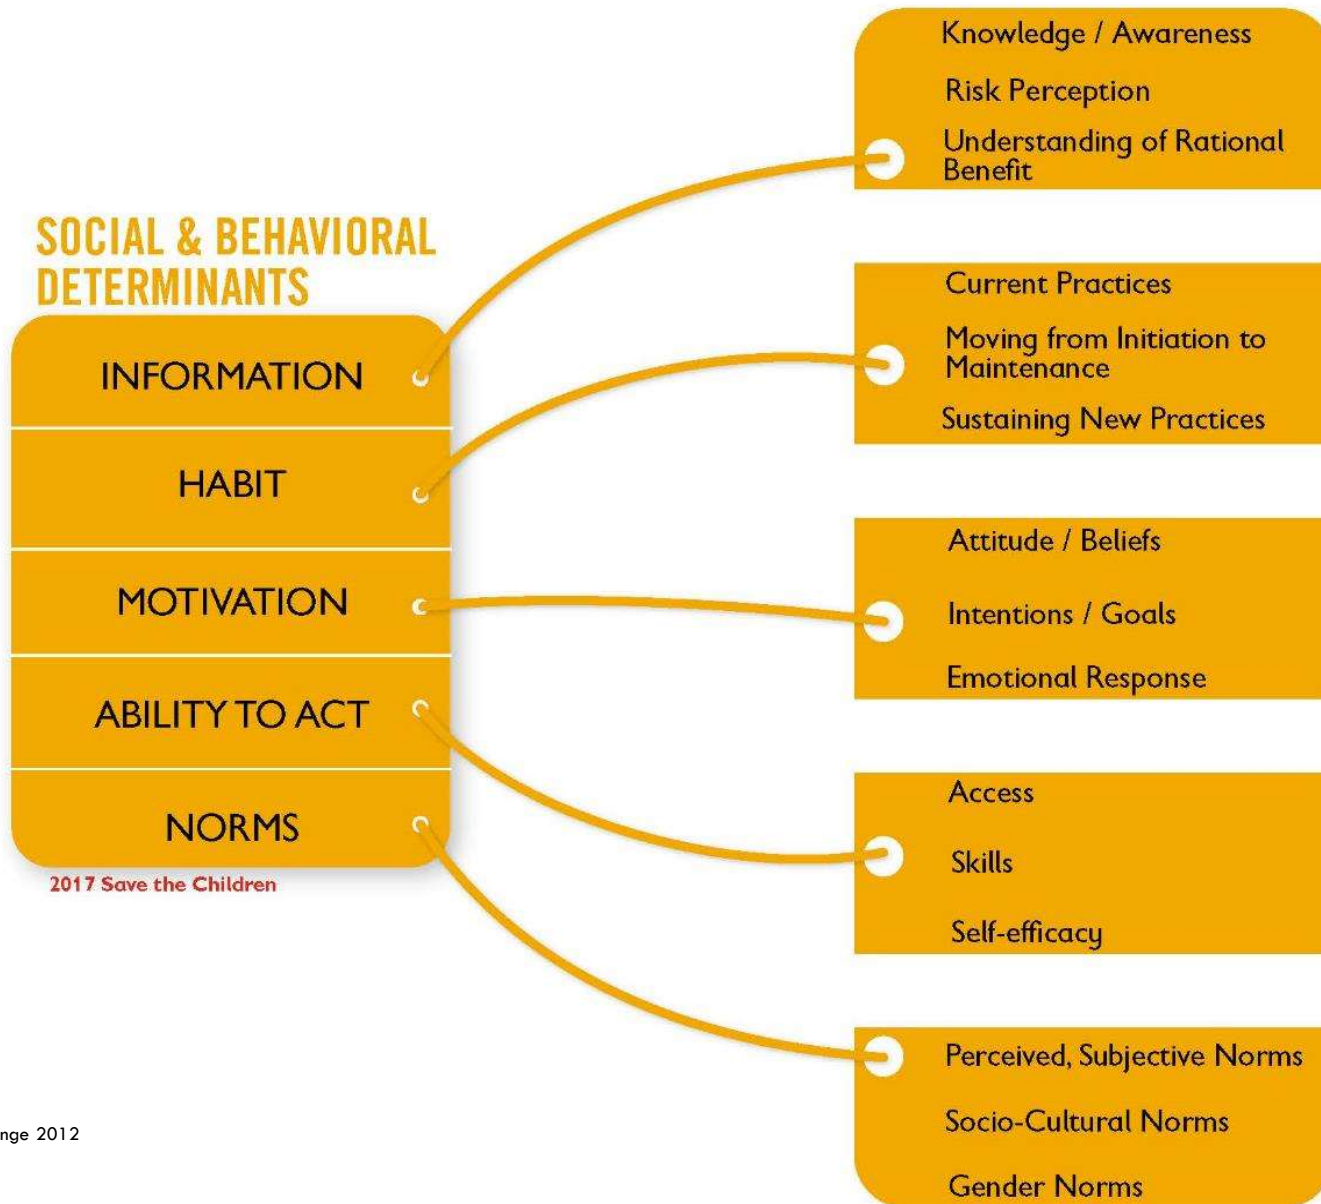 SOCIAL & BEHAVIORAL
DETERMINANTS
INFORMATION
HABIT
MOTIVATION
ABILITY TO ACT
NORMS
2017 Save the Children
Knowledge / Awareness
Risk Perception
Understanding of Rational
Benefit
Current Practices
Moving from Initiation to
Maintenance
Sustaining New Practices
Attitude / Beliefs
Intentions / Goals
Emotional Response
Access
Skills
Self-efficacy
Perceived, Subjective Norms
Socio-Cultural Norms
Gender Norms
nge 2012